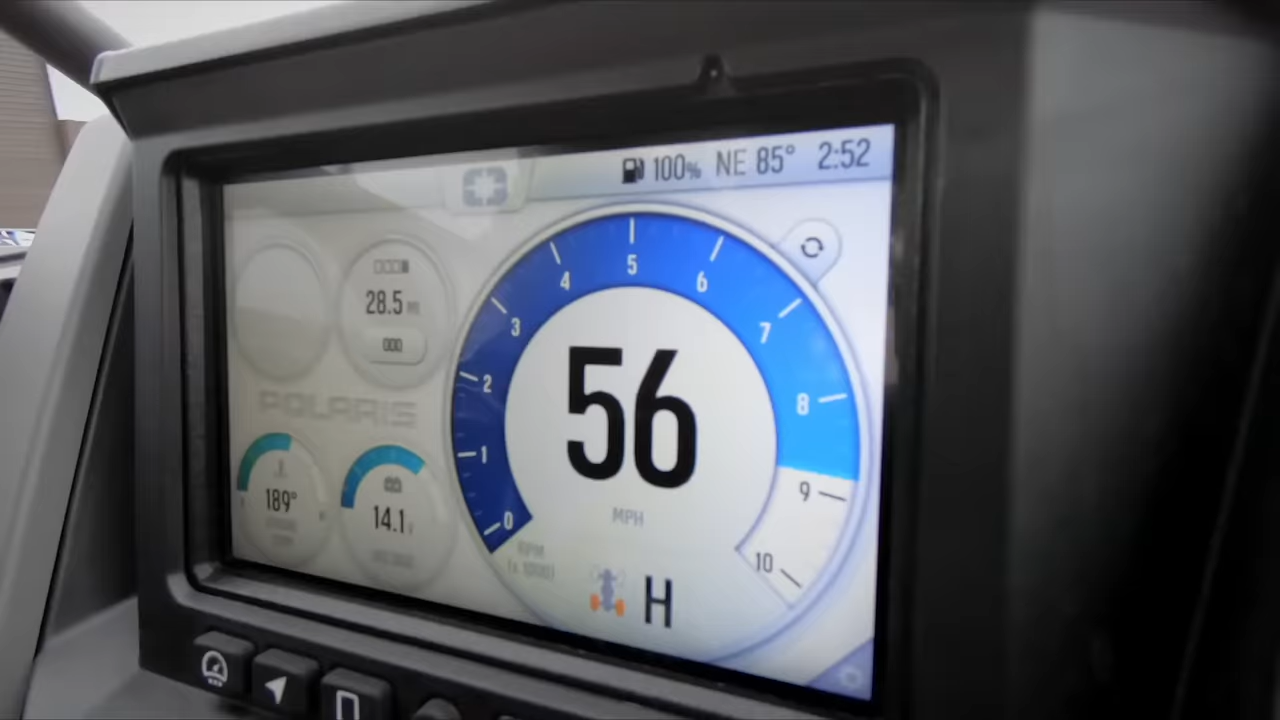 100% NE 85° 2:52
28.5 MI
POLARIS
189°
14.1 V
0 1 2 3 4 5 6 7 8 9 10
56
MPH
RPM
(x 1000)
H